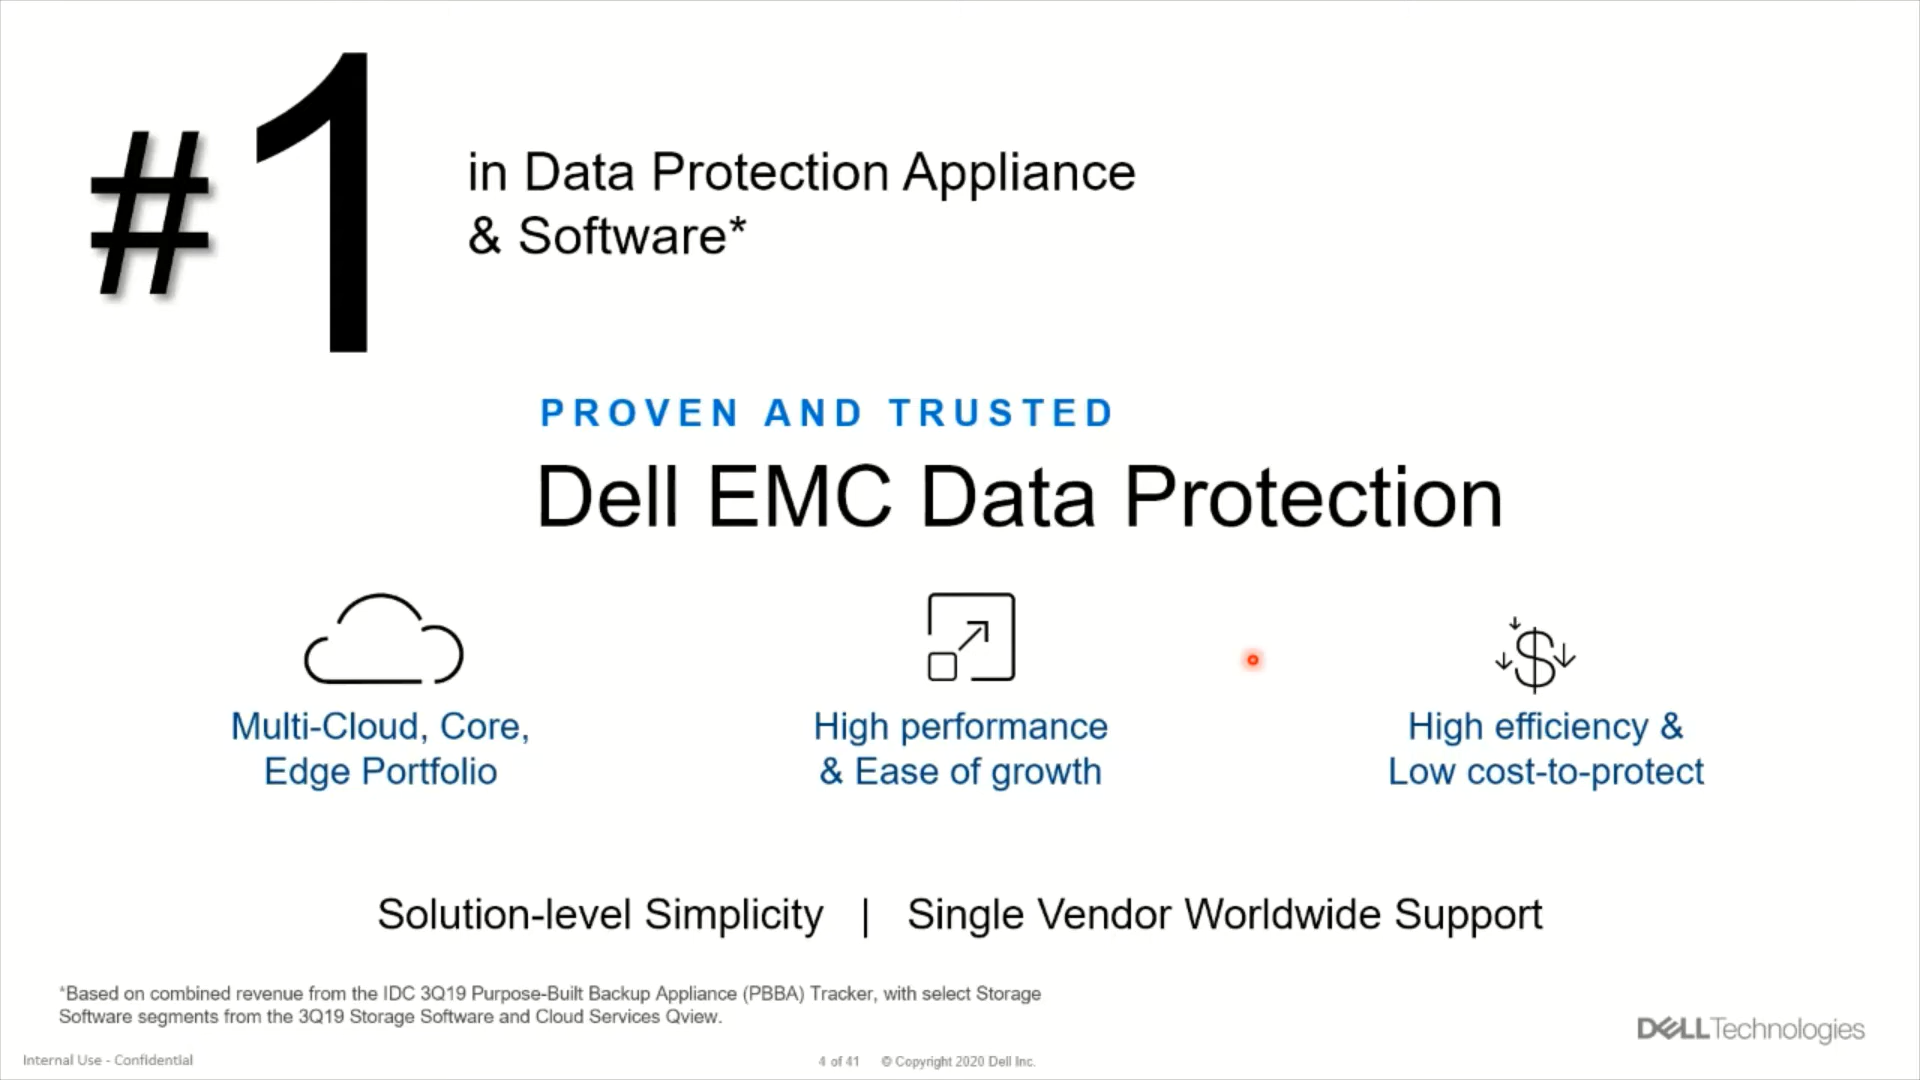 #1
in Data Protection Appliance
& Software*
PROVEN AND TRUSTED
Dell EMC Data Protection
Multi-Cloud, Core,
Edge Portfolio
High performance
& Ease of growth
$
High efficiency &
Low cost-to-protect
Solution-level Simplicity | Single Vendor Worldwide Support
*Based on combined revenue from the IDC 3Q19 Purpose-Built Backup Appliance (PBBA) Tracker, with select Storage
Software segments from the 3Q19 Storage Software and Cloud Services Qview.
DELLTechnologies
Internal Use - Confidential
4 of 41 © Copyright 2020 Dell Inc.